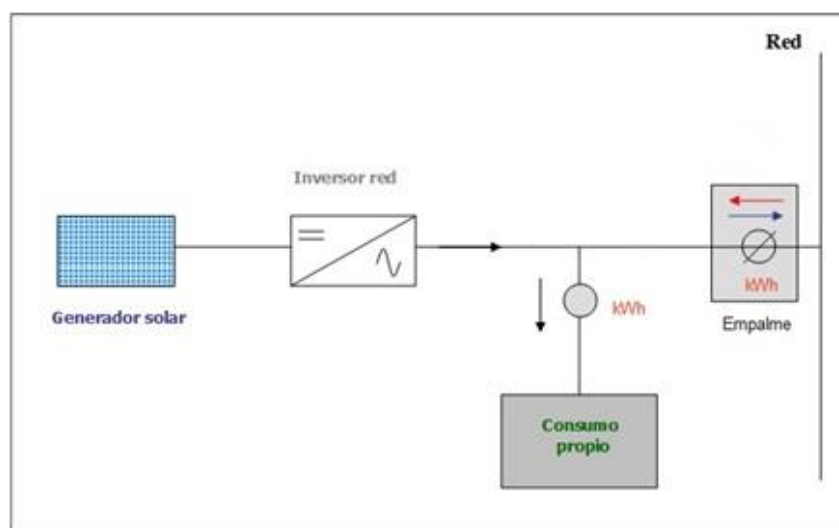 Red
Inversor red
Generador solar
kWh
kWh
Empalme
Consumo
propio